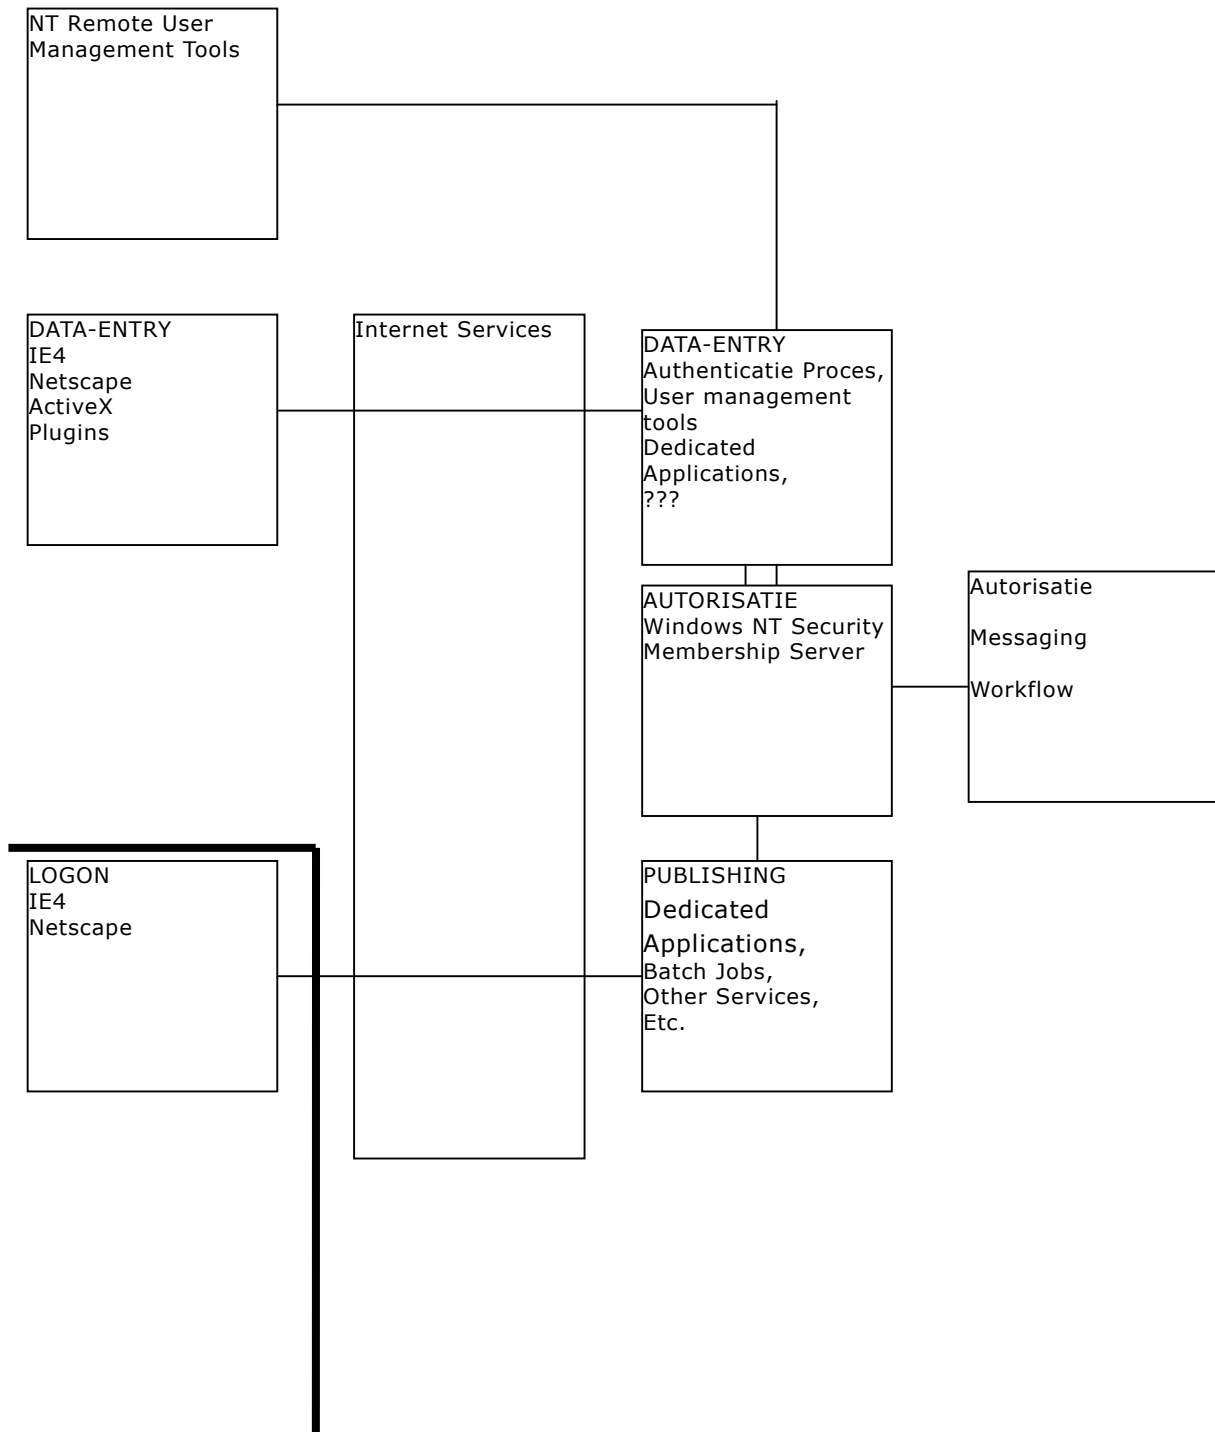 NT Remote User
Management Tools
DATA-ENTRY
IE4
Netscape
ActiveX
Plugins
Internet Services
DATA-ENTRY
Authenticatie Proces,
User management
tools
Dedicated
Applications,
???
AUTORISATIE
Windows NT Security
Membership Server
Autorisatie
Messaging
Workflow
LOGON
IE4
Netscape
PUBLISHING
Dedicated
Applications,
Batch Jobs,
Other Services,
Etc.